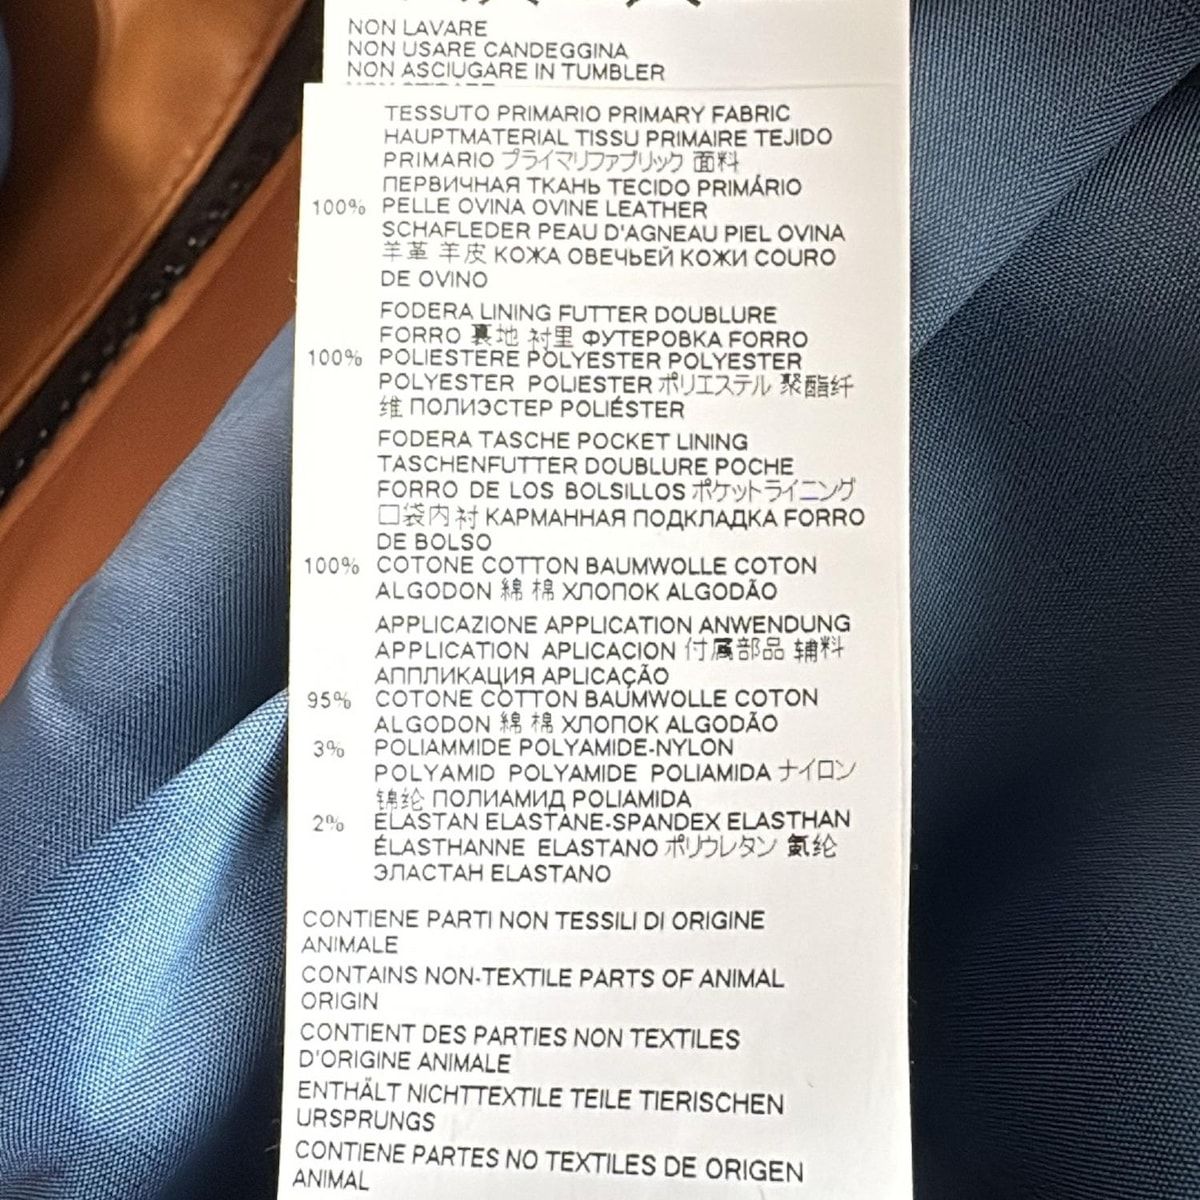 NON LAVARE
NON USARE CANDEGGINA
NON ASCIUGARE IN TUMBLER
TESSUTO PRIMARIO PRIMARY FABRIC
HAUPTMATERIAL TISSU PRIMAIRE TEJIDO
PRIMARIO プライマリファブリック 面料
ПЕРВИЧНАЯ ТКАНЬ TECIDO PRIMÁRIO
100% PELLE OVINA OVINE LEATHER
SCHAFLEDER PEAU D'AGNEAU PIEL OVINA
羊革 羊皮 КОЖА ОВЕЧЬЕЙ КОЖИ COURO
DE OVINO
FODERA LINING FUTTER DOUBLURE
FORRO 裏地 衬里 ФУТЕРОВКА FORRO
100% POLIESTERE POLYESTER POLYESTER
POLYESTER POLIESTER ポリエステル 聚酯纤
维 ПОЛИЭСТЕР POLIÉSTER
FODERA TASCHE POCKET LINING
TASCHENFUTTER DOUBLURE POCHE
FORRO DE LOS BOLSILLOS ポケットライニング
口袋内衬 КАРМАННАЯ ПОДКЛАДКА FORRO
DE BOLSO
100% COTONE COTTON BAUMWOLLE COTON
ALGODON 綿 棉 ХЛОПОК ALGODÃO
APPLICAZIONE APPLICATION ANWENDUNG
APPLICATION APLICACION 付属部品 辅料
АППЛИКАЦИЯ APLICAÇÃO
95% COTONE COTTON BAUMWOLLE COTON
ALGODON 綿 棉 ХЛОПОК ALGODÃO
3% POLIAMMIDE POLYAMIDE-NYLON
POLYAMID POLYAMIDE POLIAMIDA ナイロン
锦纶 ПОЛИАМИД POLIAMIDA
2% ELASTAN ELASTANE-SPANDEX ELASTHAN
ÉLASTHANNE ELASTANO ポリウレタン 氨纶
ЭЛАСТАН ELASTANO
CONTIENE PARTI NON TESSILI DI ORIGINE
ANIMALE
CONTAINS NON-TEXTILE PARTS OF ANIMAL
ORIGIN
CONTIENT DES PARTIES NON TEXTILES
D'ORIGINE ANIMALE
ENTHÄLT NICHTTEXTILE TEILE TIERISCHEN
URSPRUNGS
CONTIENE PARTES NO TEXTILES DE ORIGEN
ANIMAL